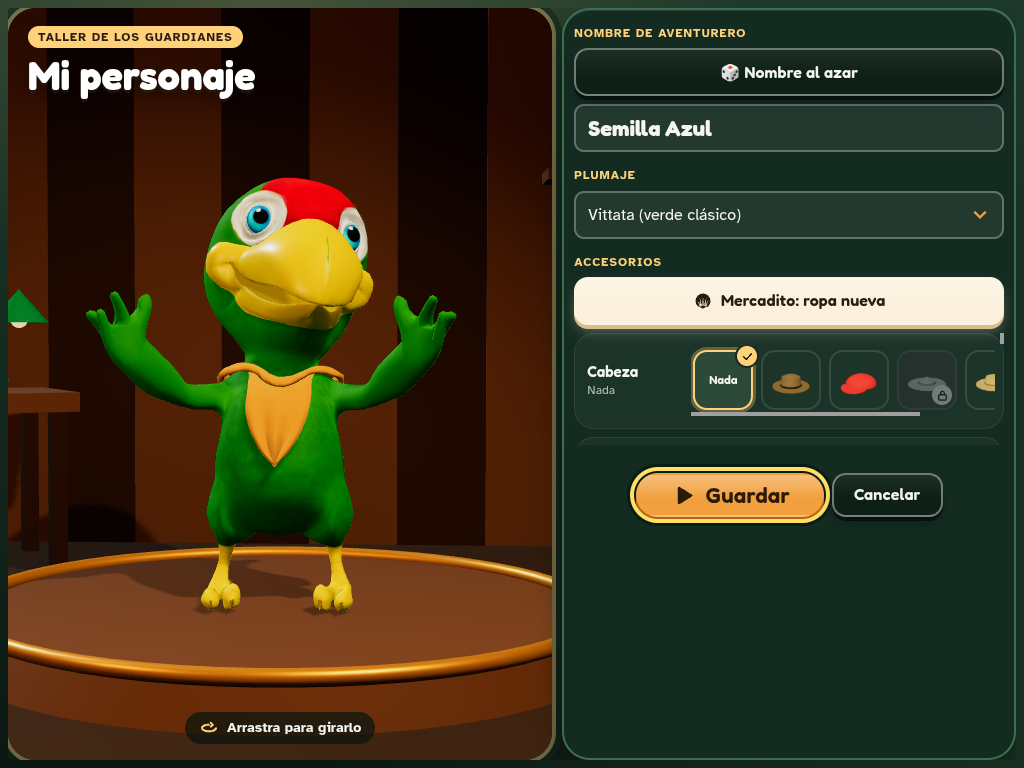 TALLER DE LOS GUARDIANES
Mi personaje
Arrastra para girarlo
NOMBRE DE AVENTURERO
Nombre al azar
Semilla Azul
PLUMAJE
Vittata (verde clásico)
ACCESORIOS
Mercadito: ropa nueva
Cabeza
Nada
Nada
Guardar
Cancelar